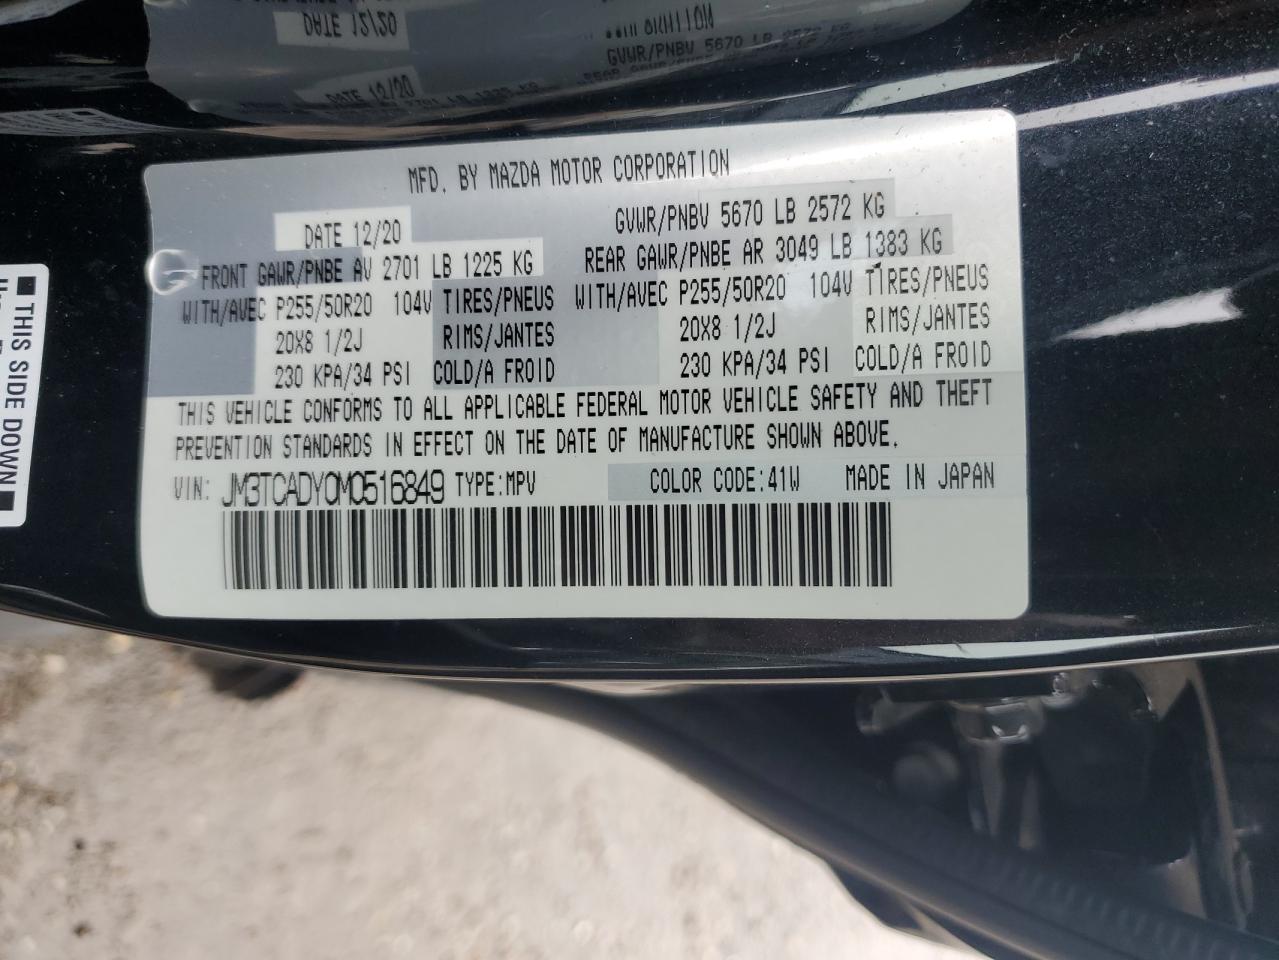 DATE 12/20
GVWR/PNBV 5670 LB
DATE 12/20
MFD. BY MAZDA MOTOR CORPORATION
DATE 12/20
GVWR/PNBV 5670 LB 2572 KG
FRONT GAWR/PNBE AV 2701 LB 1225 KG
REAR GAWR/PNBE AR 3049 LB 1383 KG
WITH/AVEC P255/50R20 104V TIRES/PNEUS
WITH/AVEC P255/50R20 104V TIRES/PNEUS
20X8 1/2J RIMS/JANTES
20X8 1/2J RIMS/JANTES
230 KPA/34 PSI COLD/A FROID
230 KPA/34 PSI COLD/A FROID
THIS VEHICLE CONFORMS TO ALL APPLICABLE FEDERAL MOTOR VEHICLE SAFETY AND THEFT
PREVENTION STANDARDS IN EFFECT ON THE DATE OF MANUFACTURE SHOWN ABOVE.
VIN: JM3TCADY0M0516849 TYPE:MPV COLOR CODE:41W MADE IN JAPAN
THIS SIDE DOWN